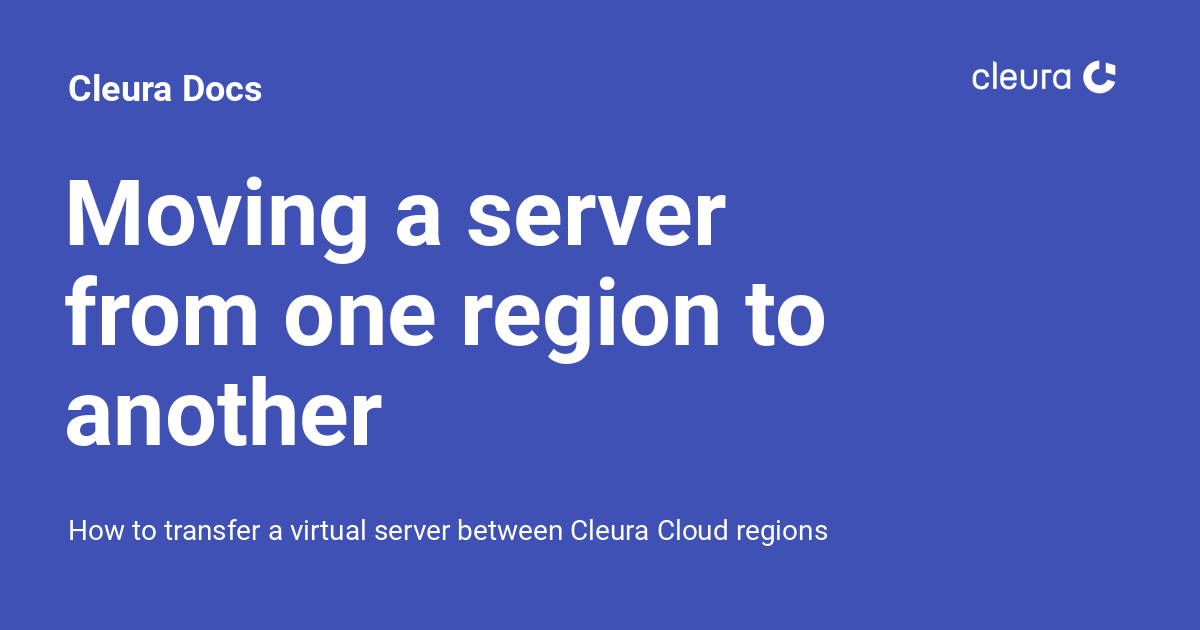 Cleura Docs
cleura
Moving a server
from one region to
another
How to transfer a virtual server between Cleura Cloud regions